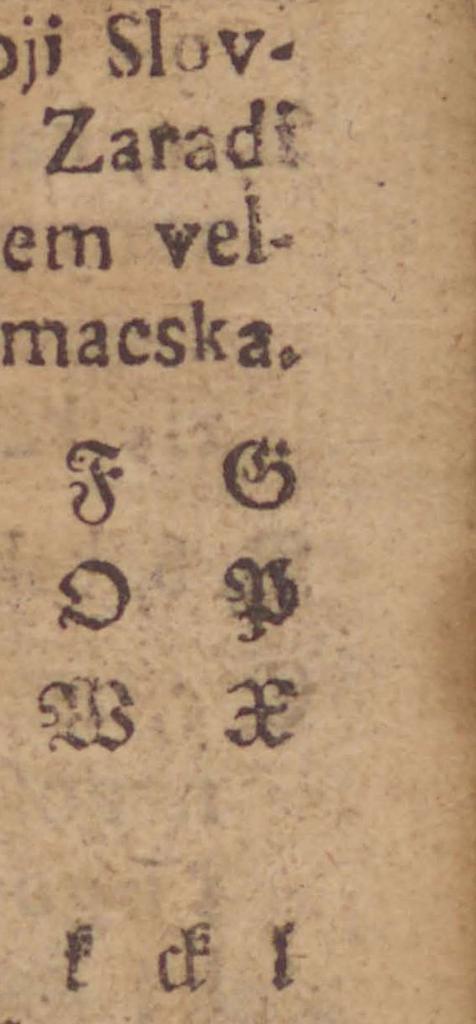 oji Slov-
Zaradi
em vel-
macska.
F G
O P
W X
k ck l